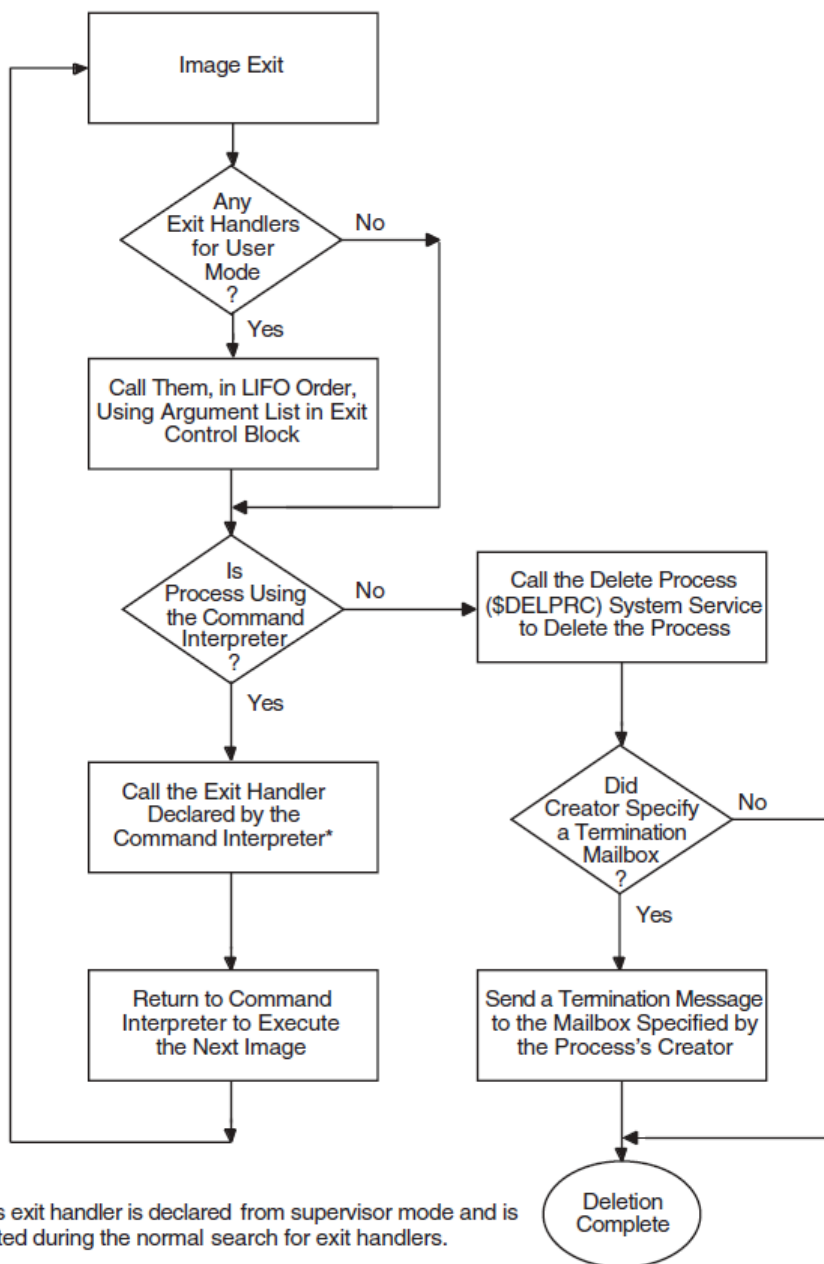 Image Exit
Any
Exit Handlers
for User
Mode
?
No
Yes
Call Them, in LIFO Order,
Using Argument List in Exit
Control Block
Is
Process Using
the Command
Interpreter
?
No
Yes
Call the Delete Process
($DELPRC) System Service
to Delete the Process
Call the Exit Handler
Declared by the
Command Interpreter*
Did
Creator Specify
a Termination
Mailbox
?
No
Yes
Return to Command
Interpreter to Execute
the Next Image
Send a Termination Message
to the Mailbox Specified by
the Process's Creator
exit handler is declared from supervisor mode and is
during the normal search for exit handlers.
Deletion
Complete